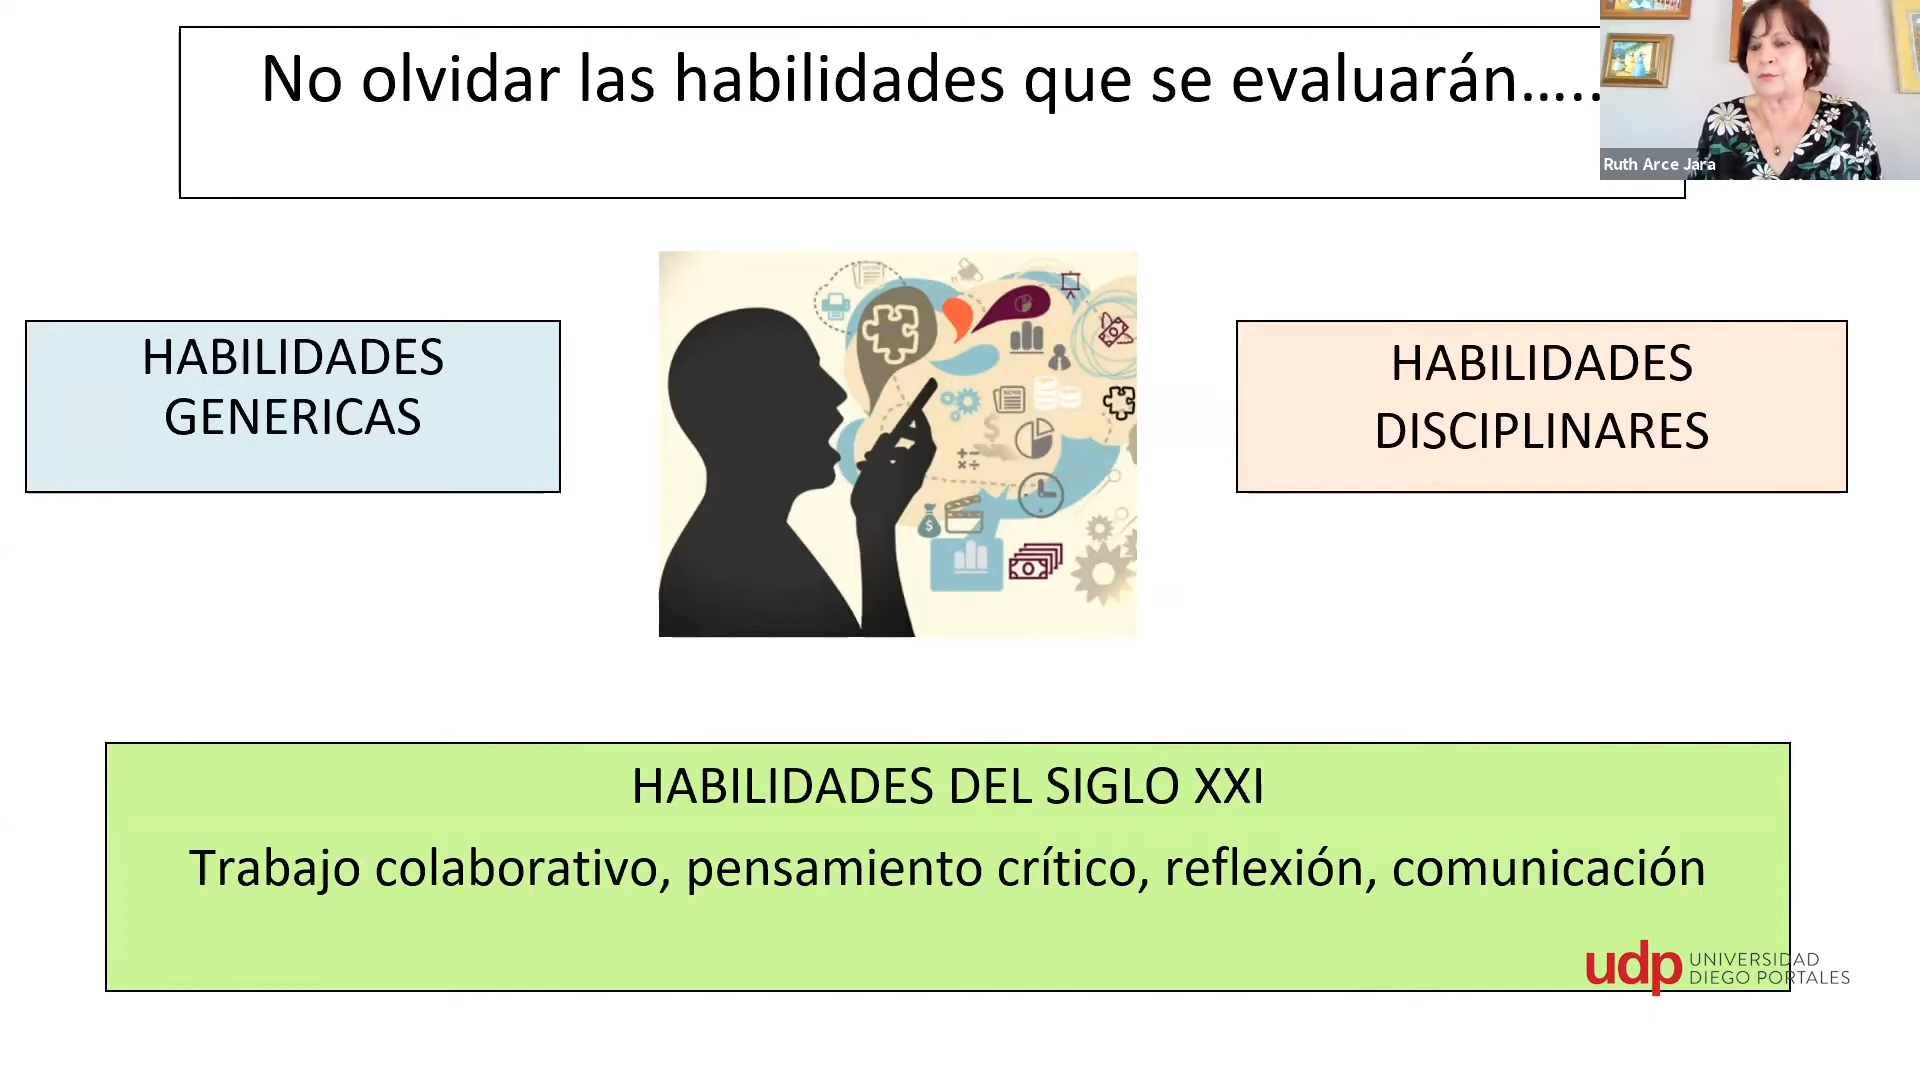 No olvidar las habilidades que se evaluarán…..
Ruth Arce Jara
HABILIDADES
GENERICAS
HABILIDADES
DISCIPLINARES
HABILIDADES DEL SIGLO XXI
Trabajo colaborativo, pensamiento crítico, reflexión, comunicación
udp UNIVERSIDAD
DIEGO PORTALES